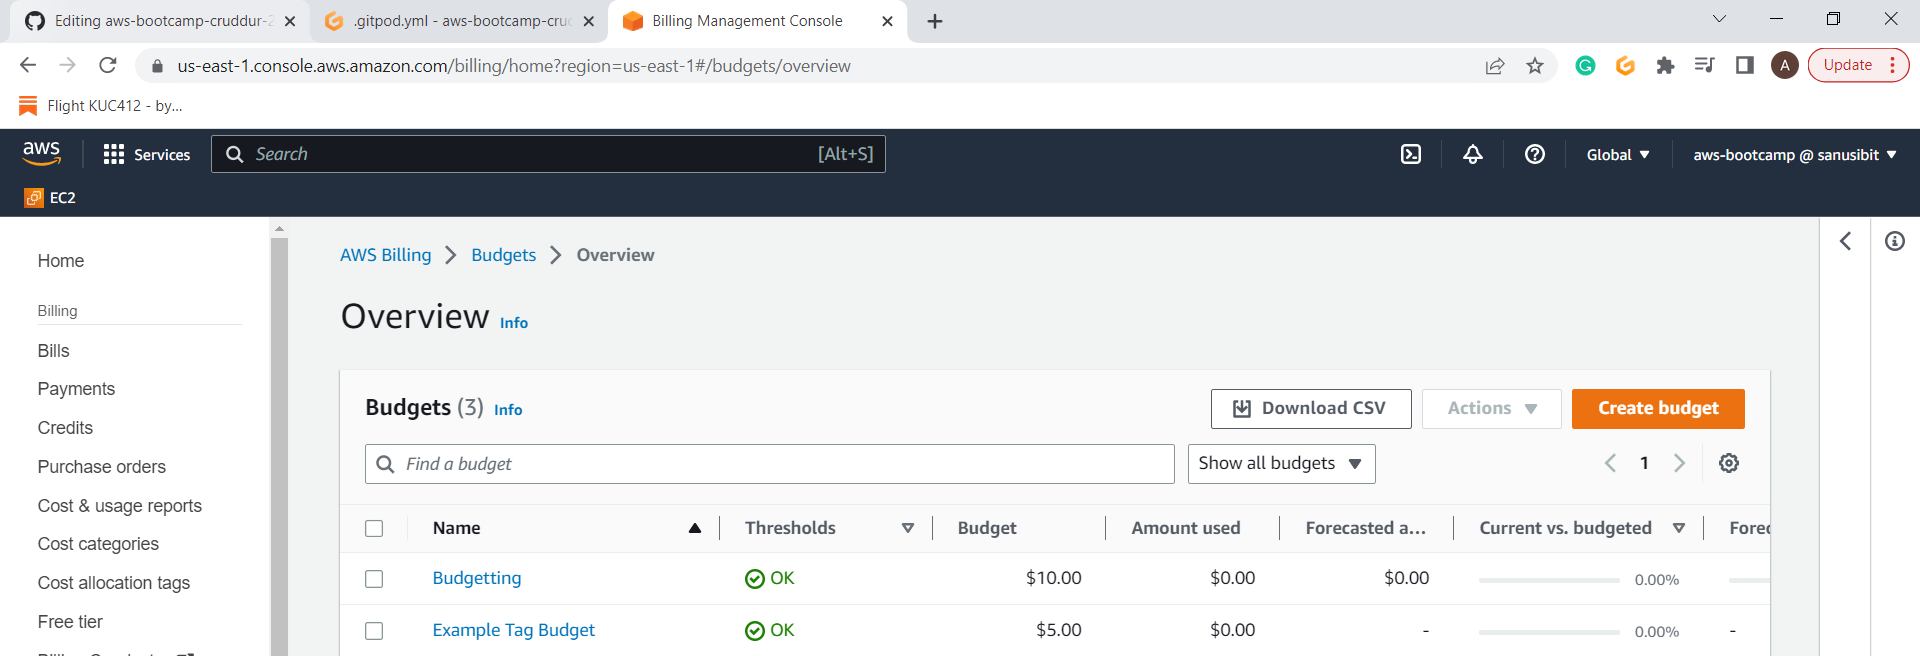 Editing aws-bootcamp-cruddur-2
.gitpod.yml - aws-bootcamp-cruc
Billing Management Console
us-east-1.console.aws.amazon.com/billing/home?region=us-east-1#/budgets/overview
A
Update
Flight KUC412 - by...
aws
Services
Search
[Alt+S]
Global
aws-bootcamp @ sanusibit
EC2
Home
Billing
Bills
Payments
Credits
Purchase orders
Cost & usage reports
Cost categories
Cost allocation tags
Free tier
AWS Billing
Budgets
Overview
Overview Info
Budgets (3) Info
Download CSV
Actions
Create budget
Find a budget
Show all budgets
1
Name Thresholds Budget Amount used Forecasted a... Current vs. budgeted Forec
Budgetting OK $10.00 $0.00 $0.00 0.00%
Example Tag Budget OK $5.00 $0.00 - 0.00% -